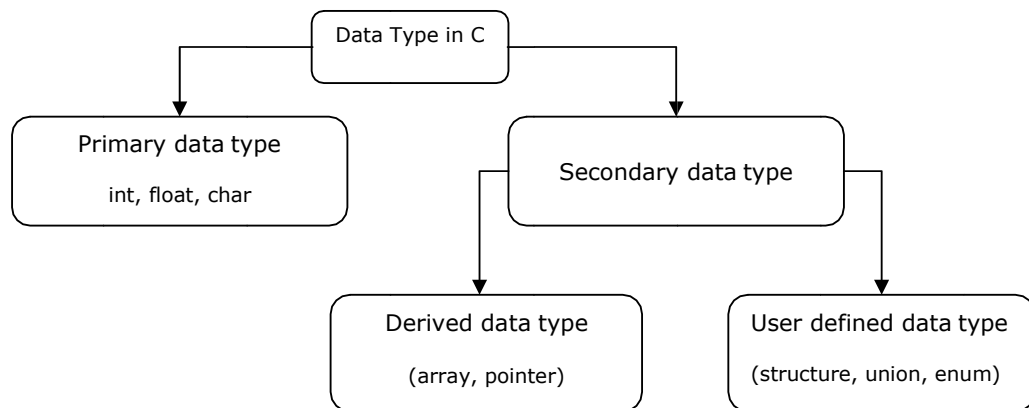 Data Type in C
Primary data type
int, float, char
Secondary data type
Derived data type
(array, pointer)
User defined data type
(structure, union, enum)